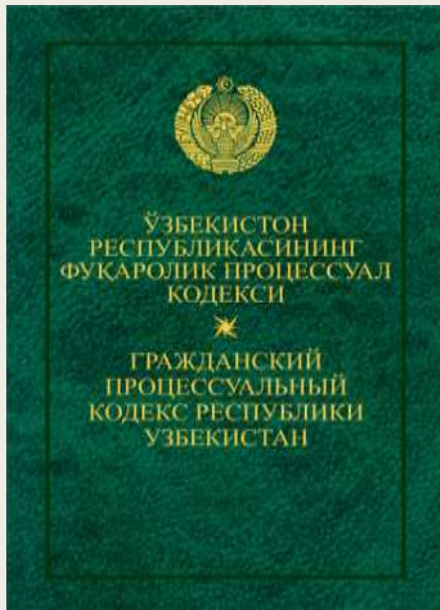 ЎЗБЕКИСТОН
РЕСПУБЛИКАСИНИНГ
ФУҚАРОЛИК ПРОЦЕССУАЛ
КОДЕКСИ
ГРАЖДАНСКИЙ
ПРОЦЕССУАЛЬНЫЙ
КОДЕКС РЕСПУБЛИКИ
УЗБЕКИСТАН